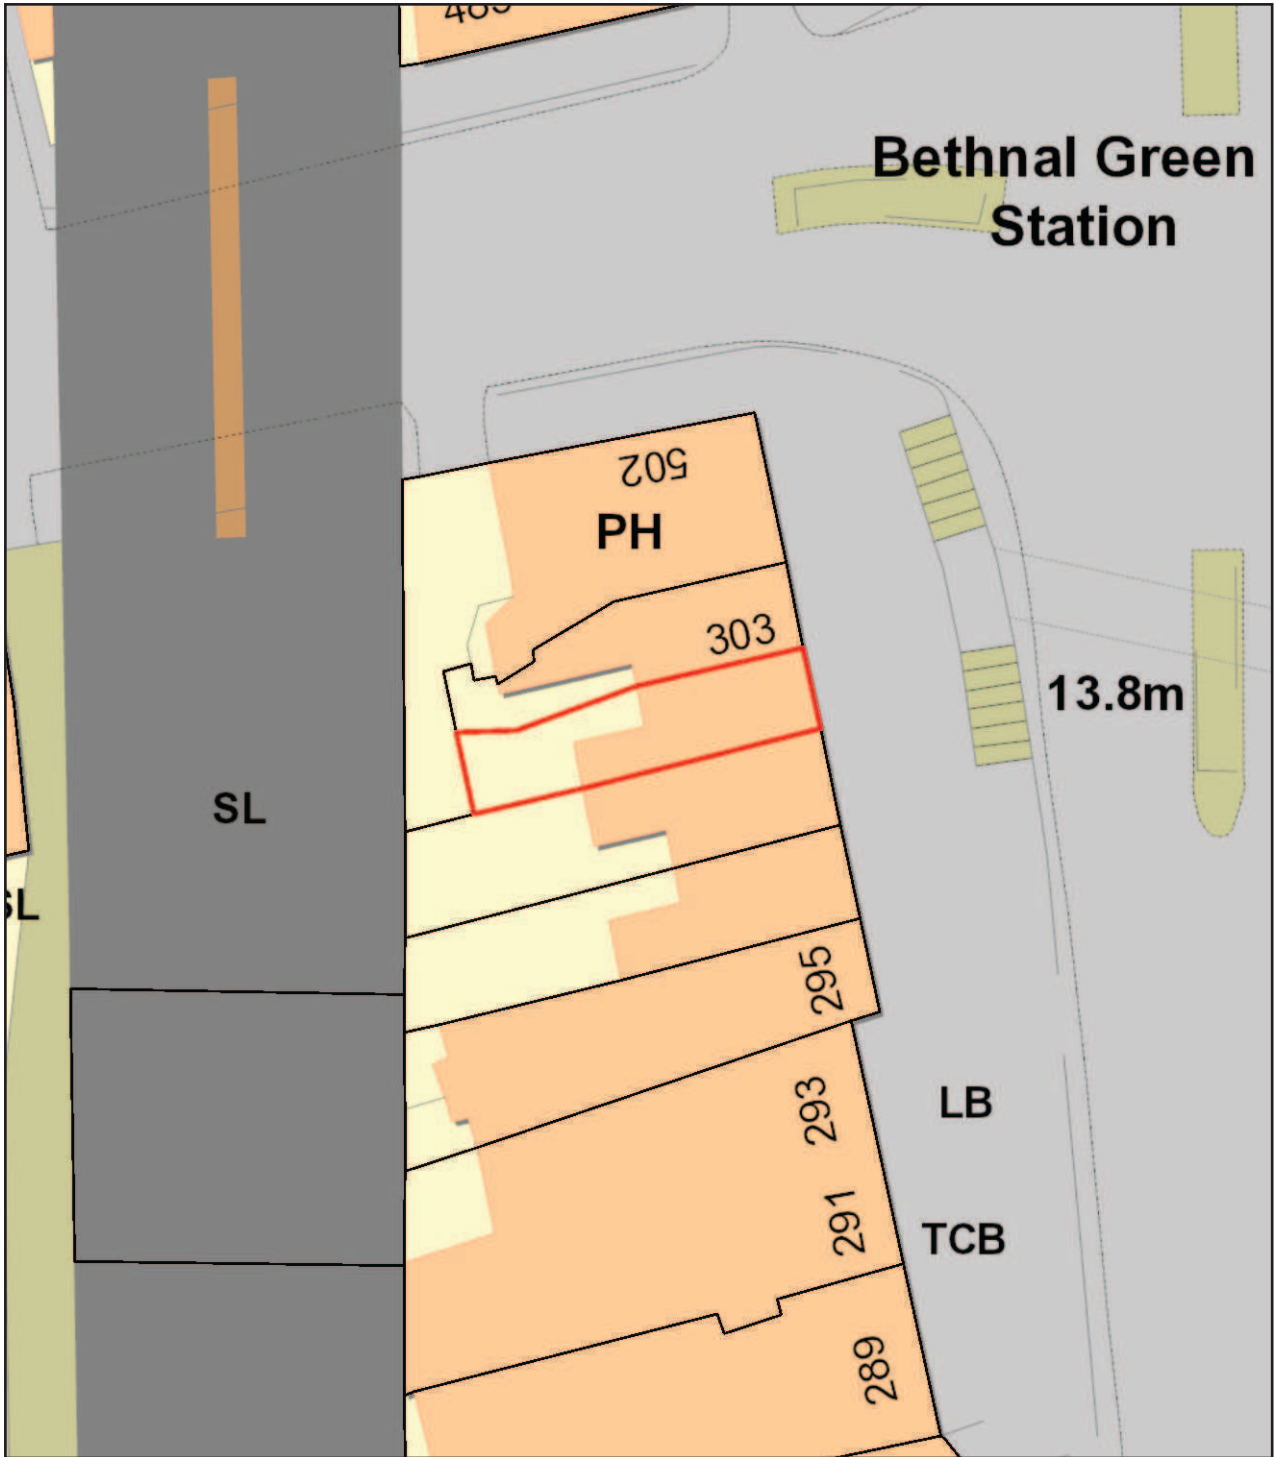 Bethnal Green
Station
502
PH
303
13.8m
SL
SL
295
293
LB
291
TCB
289